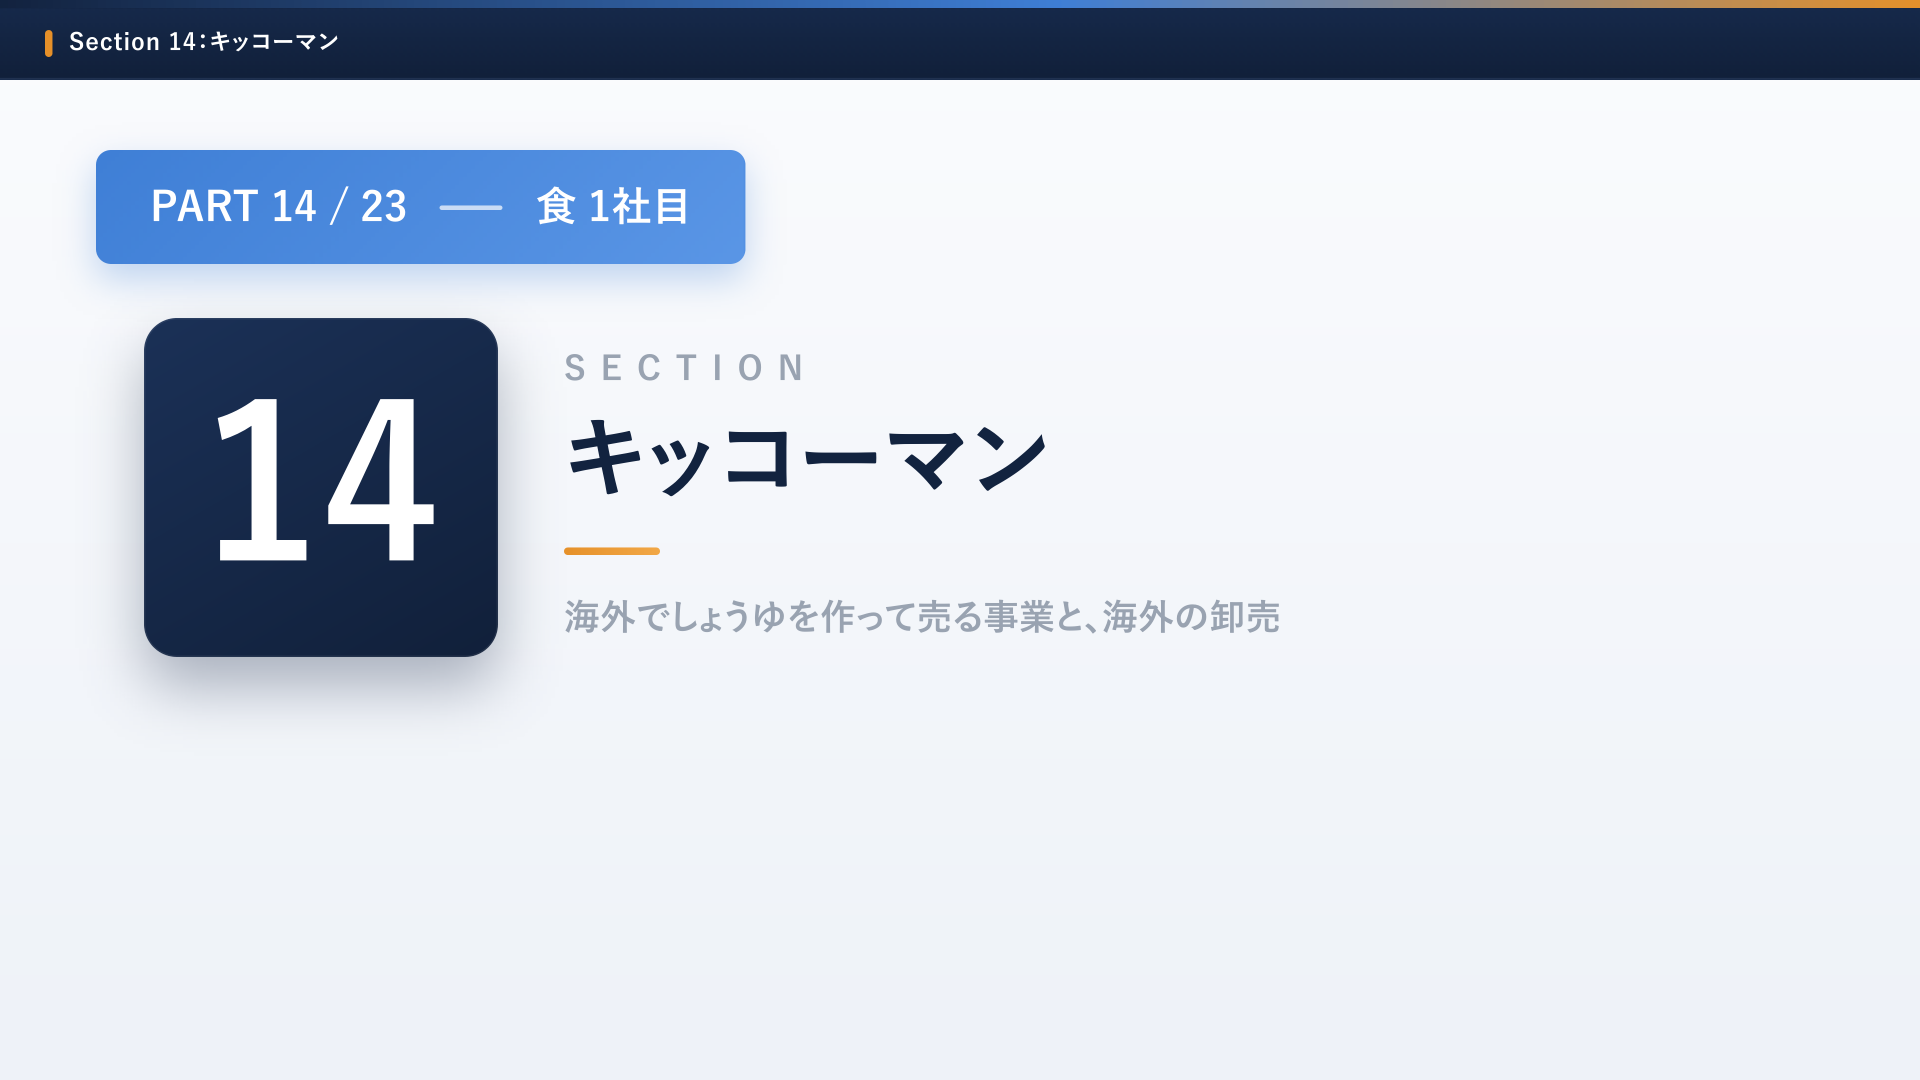 Section 14：キッコーマン
PART 14 / 23 — 食 1社目
14
SECTION
キッコーマン
海外でしょうゆを作って売る事業と、海外の卸売